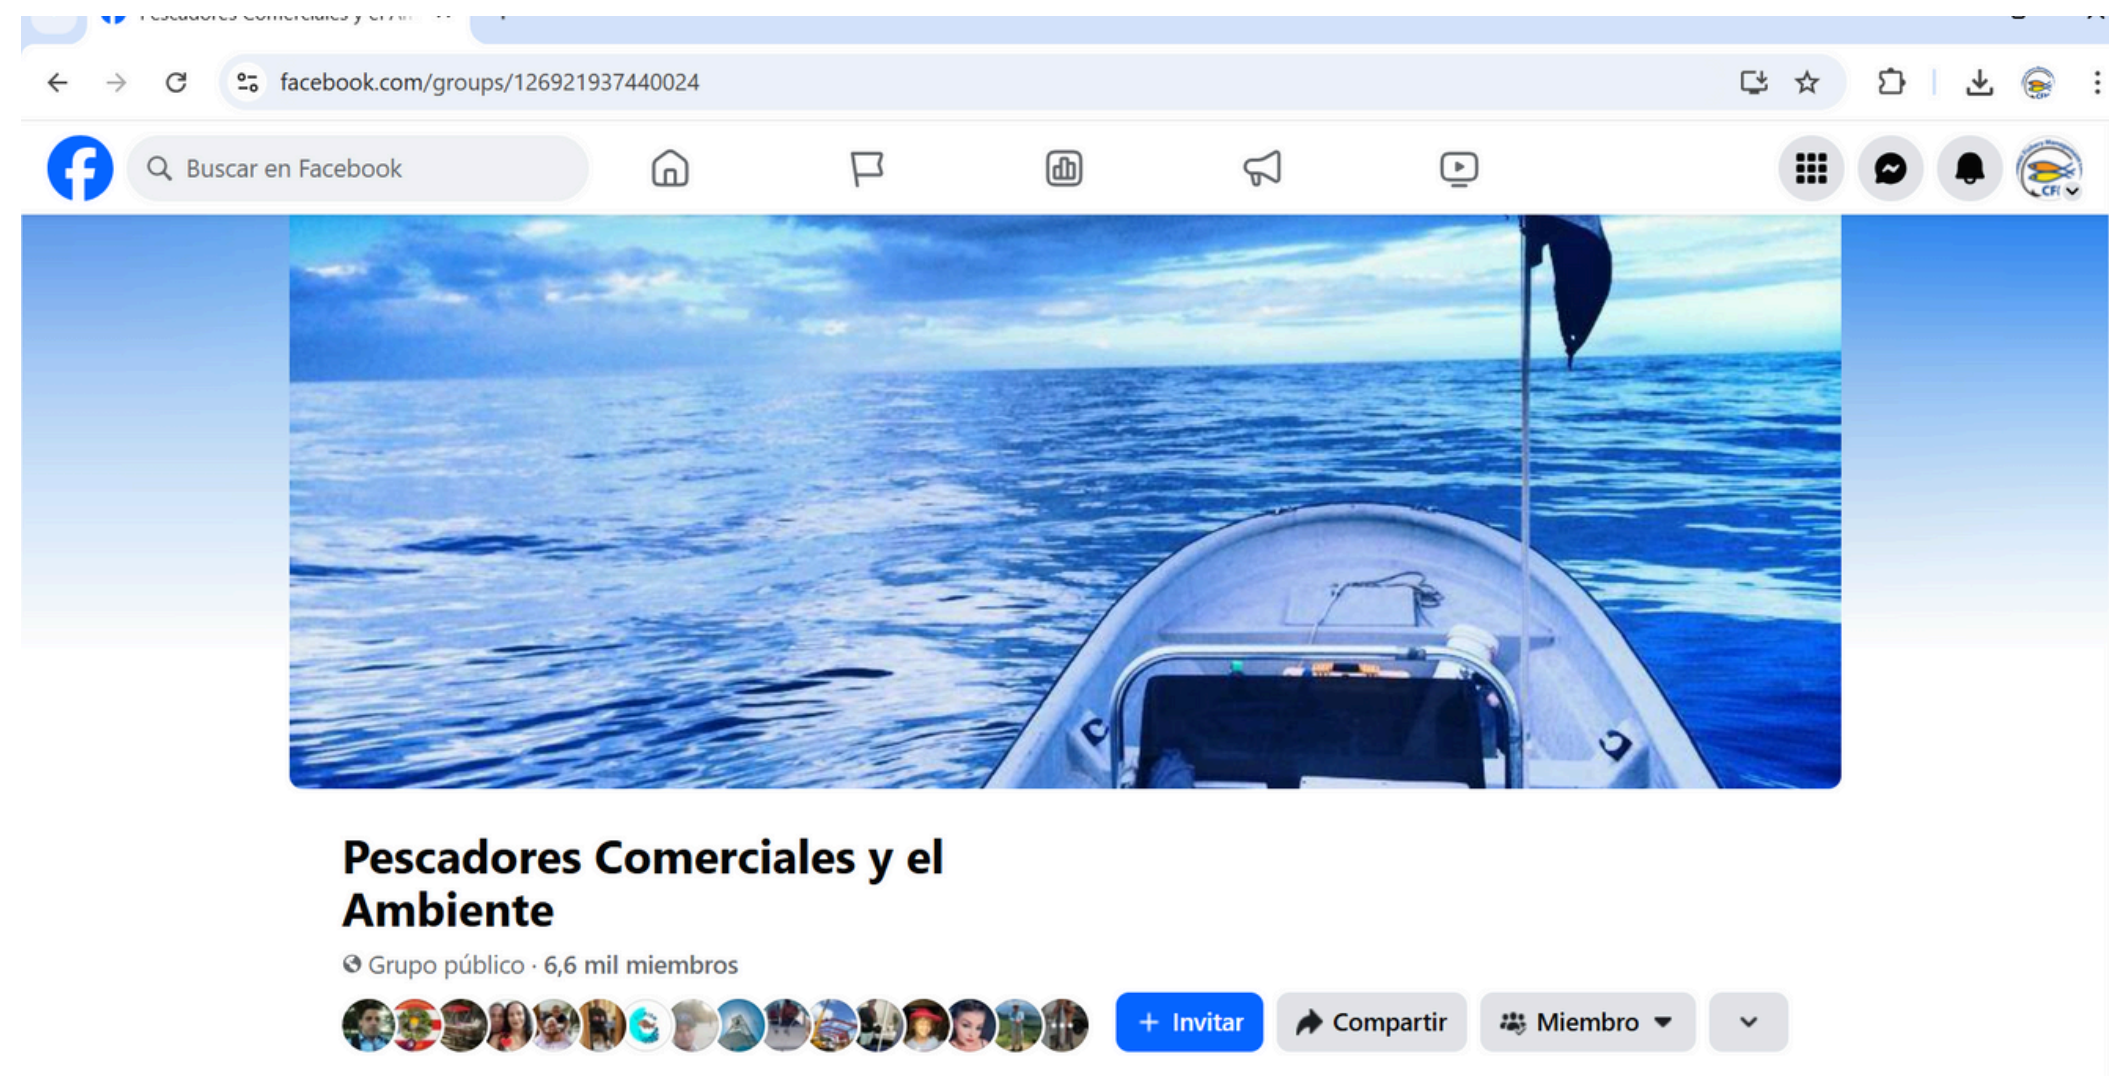 facebook.com/groups/126921937440024
Buscar en Facebook
Pescadores Comerciales y el
Ambiente
Grupo público · 6,6 mil miembros
+ Invitar
Compartir
Miembro